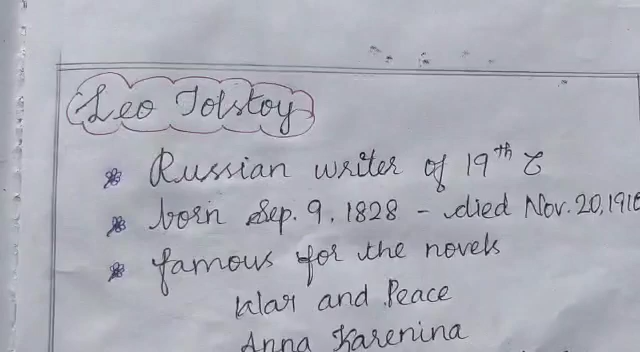 Leo Tolstoy
Russian writer of 19th C
born Sep. 9, 1828 - died Nov. 20, 1910
famous for the novels
War and Peace
Anna Karenina